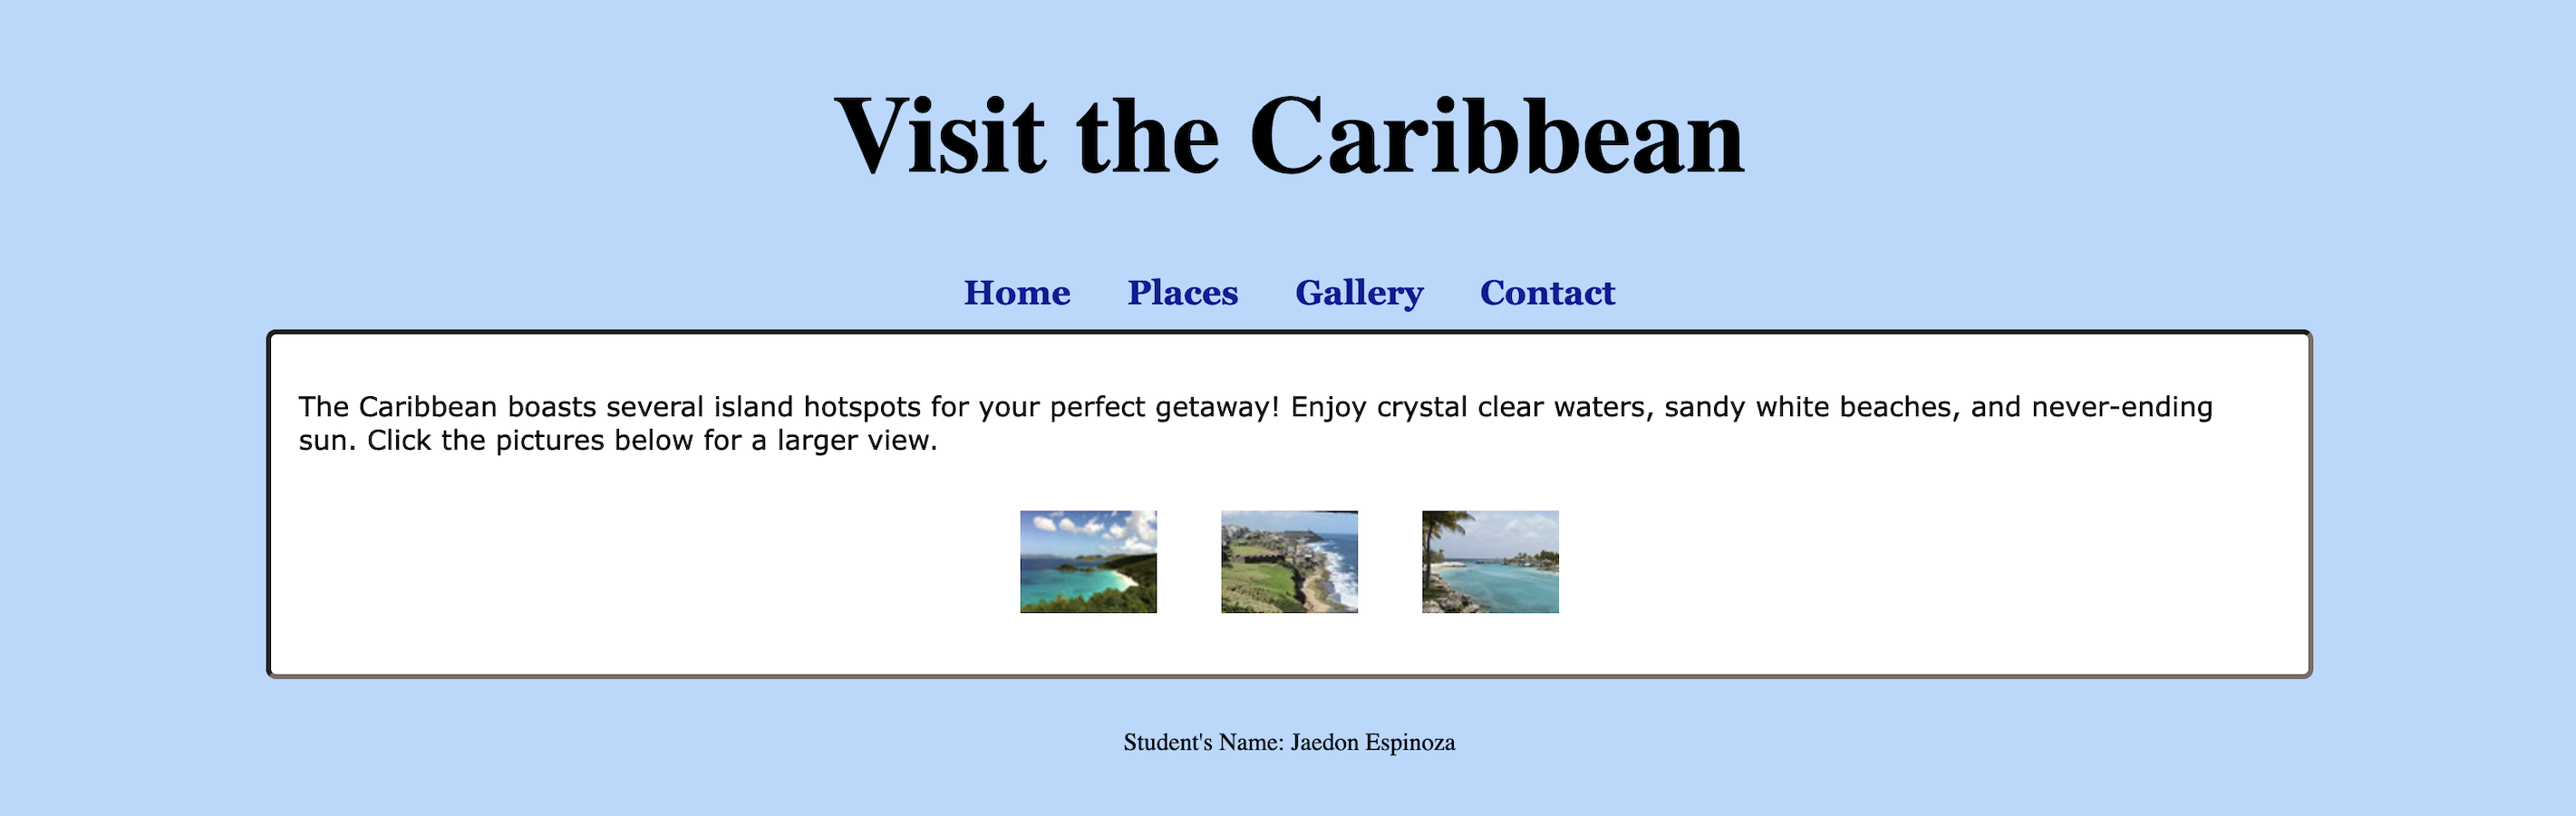 Visit the Caribbean
Home Places Gallery Contact
The Caribbean boasts several island hotspots for your perfect getaway! Enjoy crystal clear waters, sandy white beaches, and never-ending
sun. Click the pictures below for a larger view.
Student's Name: Jaedon Espinoza